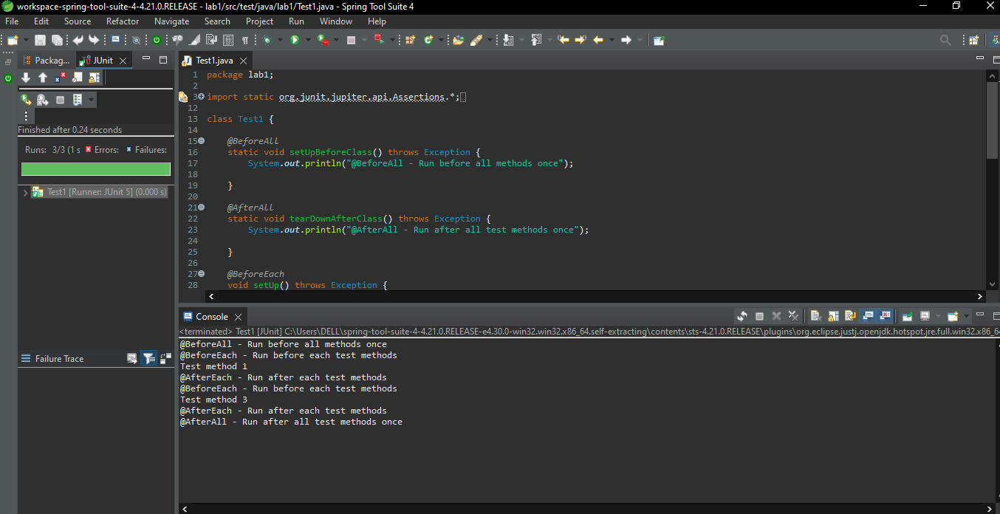 workspace-spring-tool-suite-4-4.21.0.RELEASE - lab1/src/test/java/lab1/Test1.java - Spring Tool Suite 4
File Edit Source Refactor Navigate Search Project Run Window Help
Packag... JUnit
Finished after 0.24 seconds
Runs: 3/3 (1 s Errors: Failures:
Test1 [Runner: JUnit 5] (0.000 s)
Failure Trace
Test1.java
1 package lab1;
2
3 import static org.junit.jupiter.api.Assertions.*;
12
13 class Test1 {
14
15 @BeforeAll
16 static void setUpBeforeClass() throws Exception {
17 System.out.println("@BeforeAll - Run before all methods once");
18
19 }
20
21 @AfterAll
22 static void tearDownAfterClass() throws Exception {
23 System.out.println("@AfterAll - Run after all test methods once");
24
25 }
26
27 @BeforeEach
28 void setUp() throws Exception {
Console
<terminated> Test1 [JUnit] C:\Users\DELL\spring-tool-suite-4-4.21.0.RELEASE-e4.30.0-win32.win32.x86_64.self-extracting\contents\sts-4.21.0.RELEASE\plugins\org.eclipse.justj.openjdk.hotspot.jre.full.win32.x86_6
@BeforeAll - Run before all methods once
@BeforeEach - Run before each test methods
Test method 1
@AfterEach - Run after each test methods
@BeforeEach - Run before each test methods
Test method 3
@AfterEach - Run after each test methods
@AfterAll - Run after all test methods once